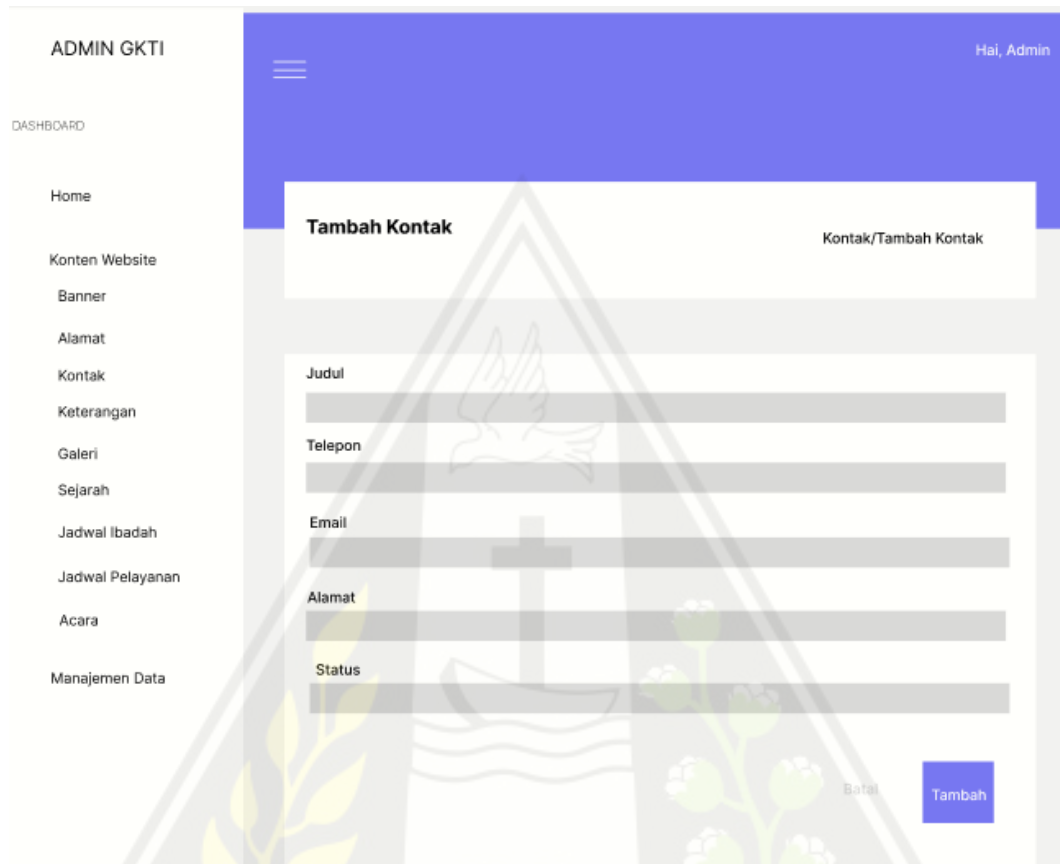 ADMIN GKTI
Hai, Admin
DASHBOARD
Home
Konten Website
Banner
Alamat
Kontak
Keterangan
Galeri
Sejarah
Jadwal Ibadah
Jadwal Pelayanan
Acara
Manajemen Data
Tambah Kontak
Kontak/Tambah Kontak
Judul
Telepon
Email
Alamat
Status
Batal
Tambah